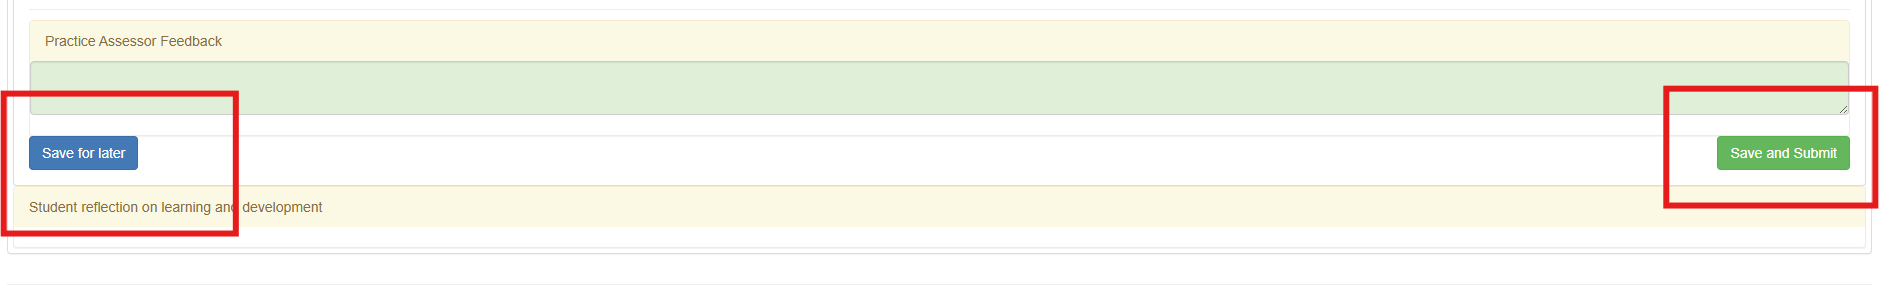 Practice Assessor Feedback
Save for later
Save and Submit
Student reflection on learning and development